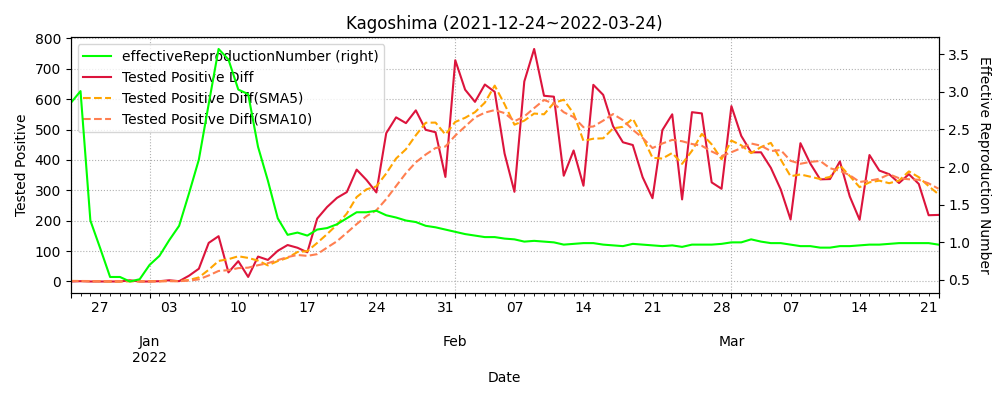 Kagoshima (2021-12-24~2022-03-24)
effectiveReproductionNumber (right)
Tested Positive Diff
Tested Positive Diff(SMA5)
Tested Positive Diff(SMA10)
Tested Positive
800
700
600
500
400
300
200
100
0
3.5
3.0
2.5
2.0
1.5
1.0
0.5
Effective Reproduction Number
27 03 10 17 24 31 07 14 21 28 07 14 21
Jan Feb Mar
2022
Date